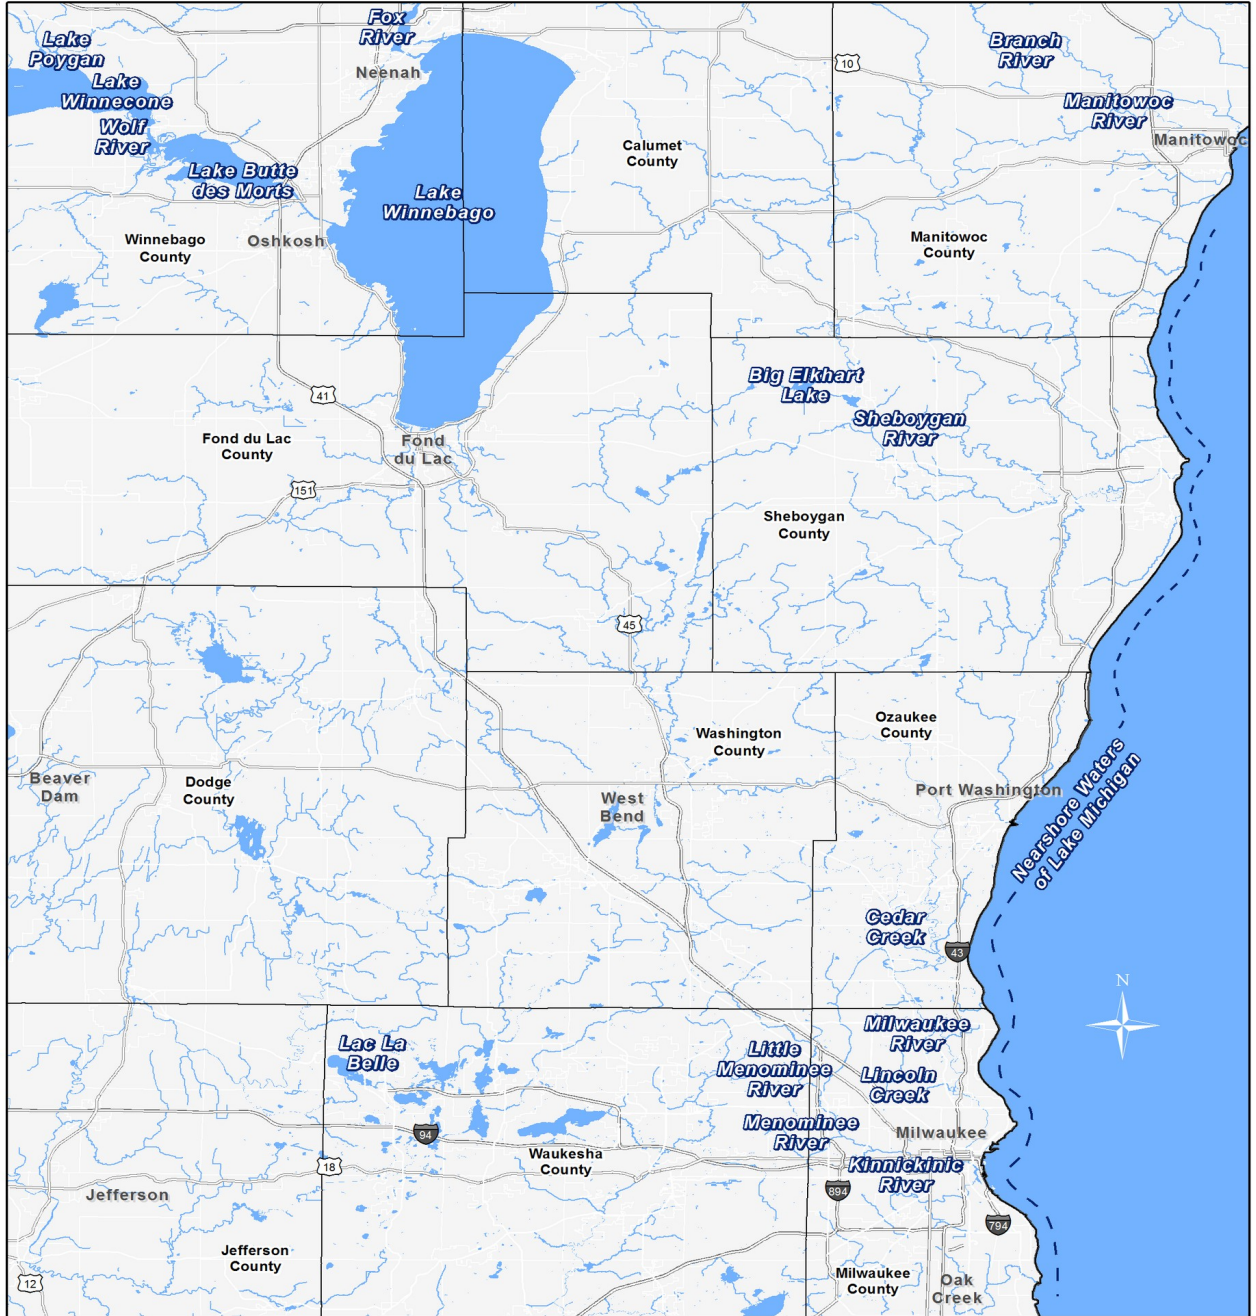 Fox
River
Lake
Poygan
Neenah
Lake
Winnecone
Wolf
River
Lake Butte
des Morts
Lake
Winnebago
Winnebago
County
Oshkosh
Calumet
County
10
Branch
River
Manitowoc
River
Manitowoc
Manitowoc
County
41
Fond du Lac
County
Fond
du Lac
151
Big Elkhart
Lake
Sheboygan
River
Sheboygan
County
45
Washington
County
Ozaukee
County
Beaver
Dam
Dodge
County
West
Bend
Port Washington
Nearshore Waters
of Lake Michigan
Cedar
Creek
43
N
Lac La
Belle
Little
Menominee
River
Milwaukee
River
Lincoln
Creek
Menominee
River
Milwaukee
94
Waukesha
County
18
Kinnickinic
River
894
794
Jefferson
Jefferson
County
12
Milwaukee
County
Oak
Creek